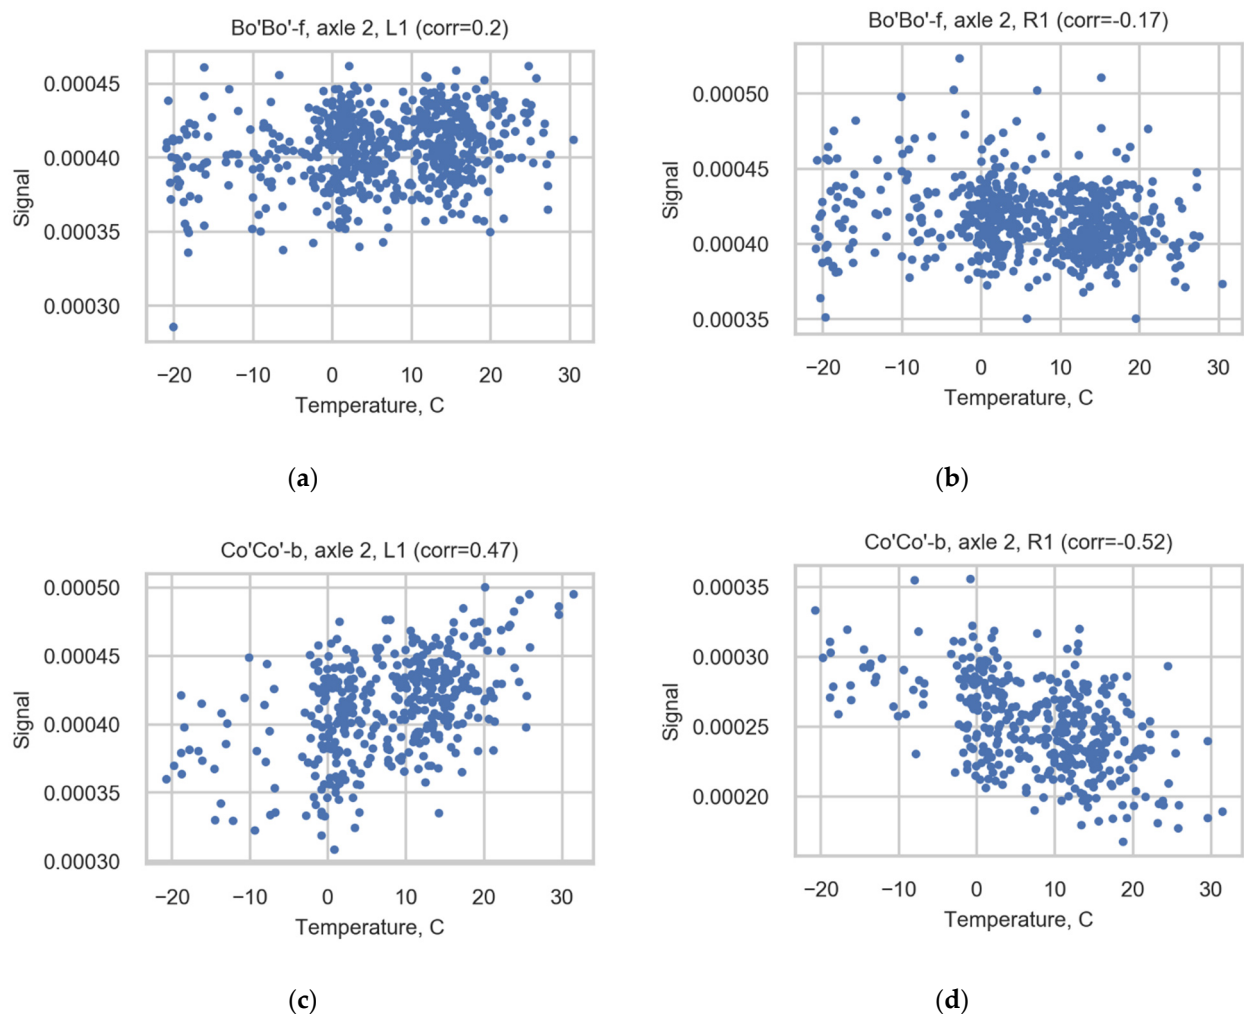 Bo'Bo'-f, axle 2, L1 (corr=0.2)
0.00045
0.00040
0.00035
0.00030
Signal
−20 −10 0 10 20 30
Temperature, C
(a)
Bo'Bo'-f, axle 2, R1 (corr=-0.17)
0.00050
0.00045
0.00040
0.00035
Signal
−20 −10 0 10 20 30
Temperature, C
(b)
Co'Co'-b, axle 2, L1 (corr=0.47)
0.00050
0.00045
0.00040
0.00035
0.00030
Signal
−20 −10 0 10 20 30
Temperature, C
(c)
Co'Co'-b, axle 2, R1 (corr=-0.52)
0.00035
0.00030
0.00025
0.00020
Signal
−20 −10 0 10 20 30
Temperature, C
(d)